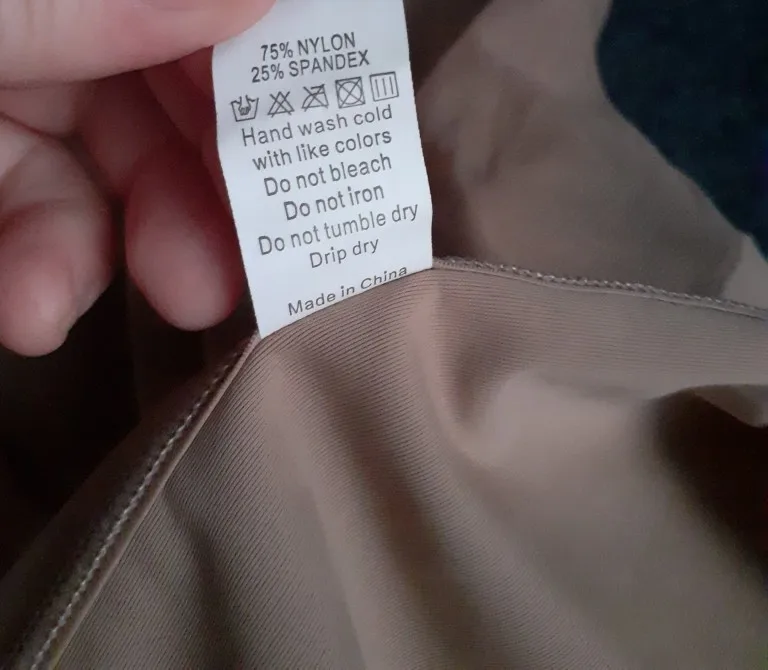 75% NYLON
25% SPANDEX
Hand wash cold
with like colors
Do not bleach
Do not iron
Do not tumble dry
Drip dry
Made in China